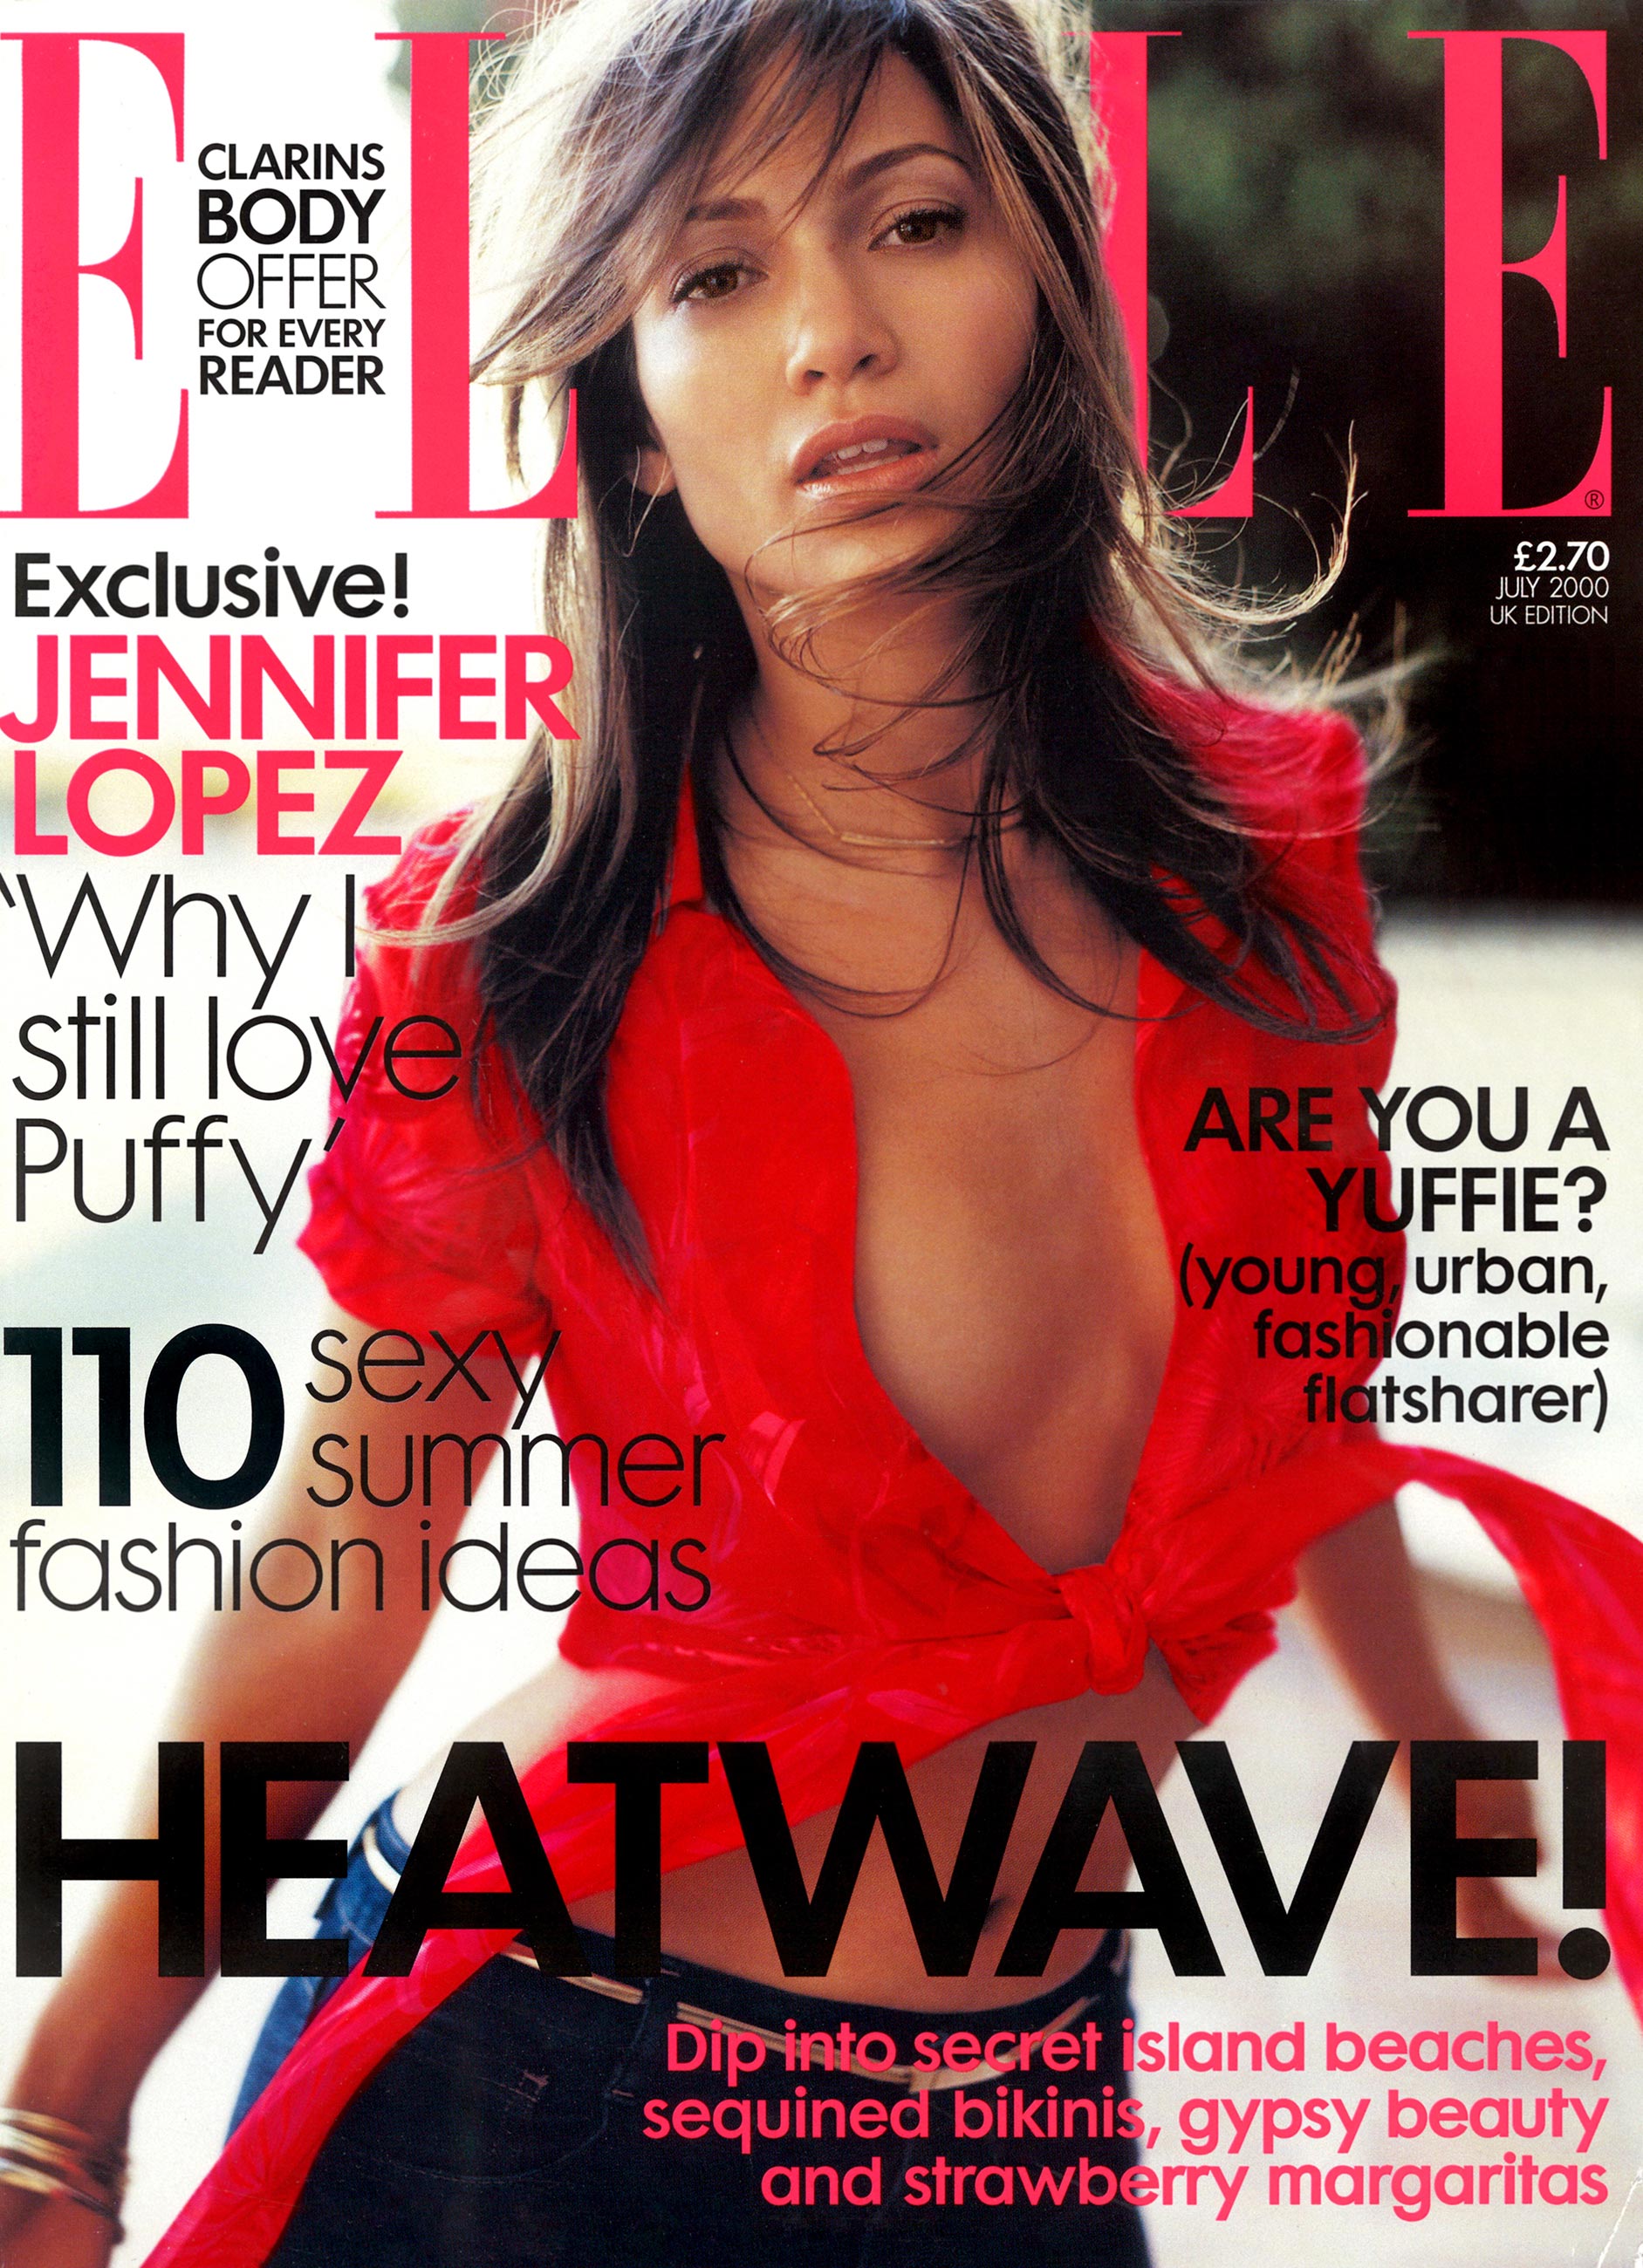 ELLE
®
CLARINS
BODY
OFFER
FOR EVERY
READER
£2.70
JULY 2000
UK EDITION
Exclusive!
JENNIFER
LOPEZ
‘Why I
still love
Puffy’
ARE YOU A
YUFFIE?
(young, urban,
fashionable
flatsharer)
110 sexy
summer
fashion ideas
HEATWAVE!
Dip into secret island beaches,
sequined bikinis, gypsy beauty
and strawberry margaritas